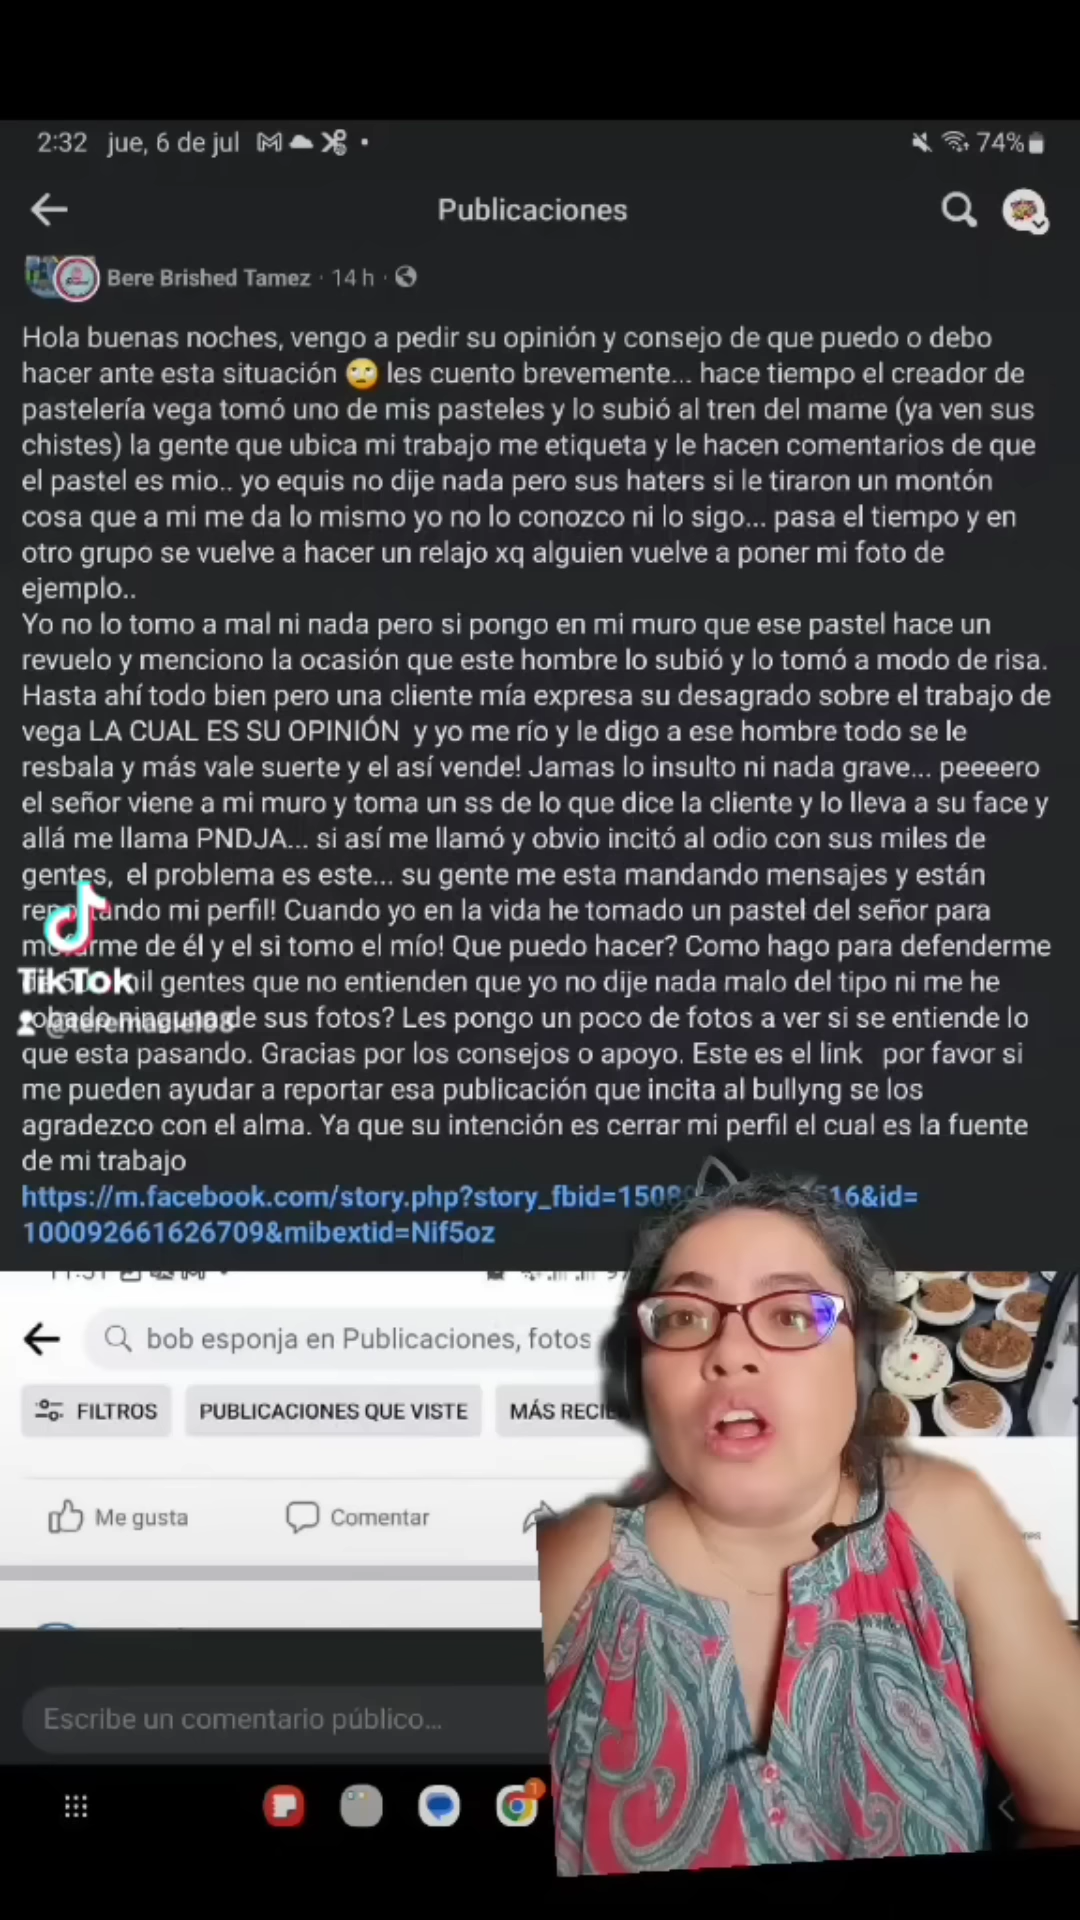 2:32 jue, 6 de jul
74%
Publicaciones
Bere Brished Tamez · 14 h ·
Hola buenas noches, vengo a pedir su opinión y consejo de que puedo o debo
hacer ante esta situación 🙄 les cuento brevemente... hace tiempo el creador de
pastelería vega tomó uno de mis pasteles y lo subió al tren del mame (ya ven sus
chistes) la gente que ubica mi trabajo me etiqueta y le hacen comentarios de que
el pastel es mio.. yo equis no dije nada pero sus haters si le tiraron un montón
cosa que a mi me da lo mismo yo no lo conozco ni lo sigo... pasa el tiempo y en
otro grupo se vuelve a hacer un relajo xq alguien vuelve a poner mi foto de
ejemplo..
Yo no lo tomo a mal ni nada pero si pongo en mi muro que ese pastel hace un
revuelo y menciono la ocasión que este hombre lo subió y lo tomó a modo de risa.
Hasta ahí todo bien pero una cliente mía expresa su desagrado sobre el trabajo de
vega LA CUAL ES SU OPINIÓN y yo me río y le digo a ese hombre todo se le
resbala y más vale suerte y el así vende! Jamas lo insulto ni nada grave... peeeero
el señor viene a mi muro y toma un ss de lo que dice la cliente y lo lleva a su face y
allá me llama PNDJA... si así me llamó y obvio incitó al odio con sus miles de
gentes, el problema es este... su gente me esta mandando mensajes y están
mi perfil! Cuando yo en la vida he tomado un pastel del señor para
de él y el si tomo el mío! Que puedo hacer? Como hago para defenderme
TikTok
mil gentes que no entienden que yo no dije nada malo del tipo ni me he
de sus fotos? Les pongo un poco de fotos a ver si se entiende lo
que esta pasando. Gracias por los consejos o apoyo. Este es el link por favor si
me pueden ayudar a reportar esa publicación que incita al bullyng se los
agradezco con el alma. Ya que su intención es cerrar mi perfil el cual es la fuente
de mi trabajo
https://m.facebook.com/story.php?story_fbid=1508 516&id=
100092661626709&mibextid=Nif5oz
bob esponja en Publicaciones, fotos
FILTROS
PUBLICACIONES QUE VISTE
MÁS
Me gusta
Comentar
Escribe un comentario público...
1